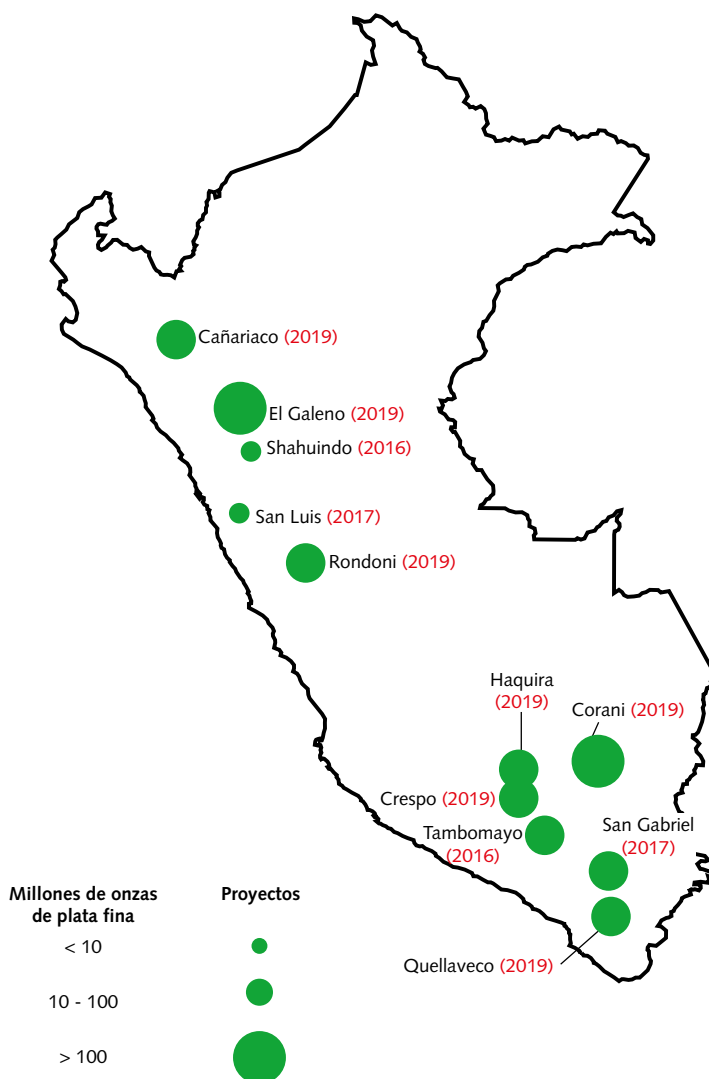 Cañariaco (2019)
El Galeno (2019)
Shahuindo (2016)
San Luis (2017)
Rondoni (2019)
Haquira
(2019)
Corani (2019)
Crespo (2019)
Tambomayo
(2016)
San Gabriel
(2017)
Quellaveco (2019)
Millones de onzas
de plata fina
Proyectos
< 10
10 - 100
> 100